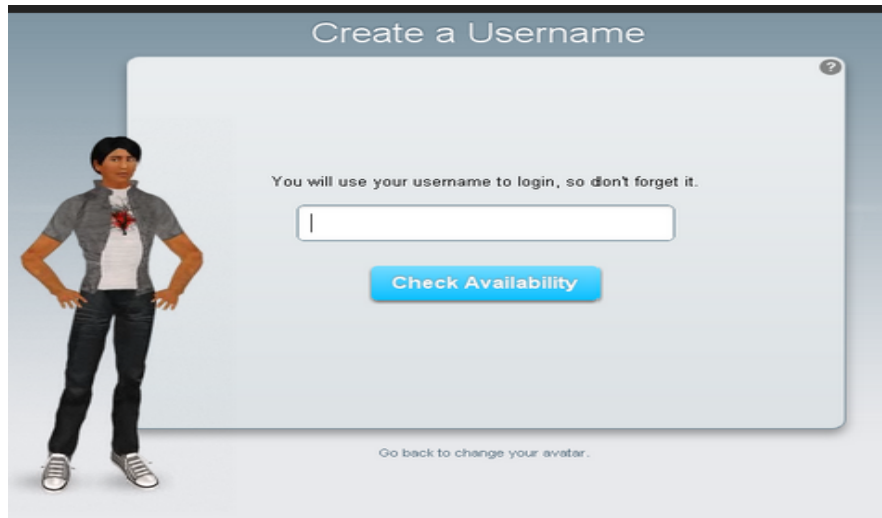 Create a Username
?
You will use your username to login, so don't forget it.
Check Availability
Go back to change your avatar.